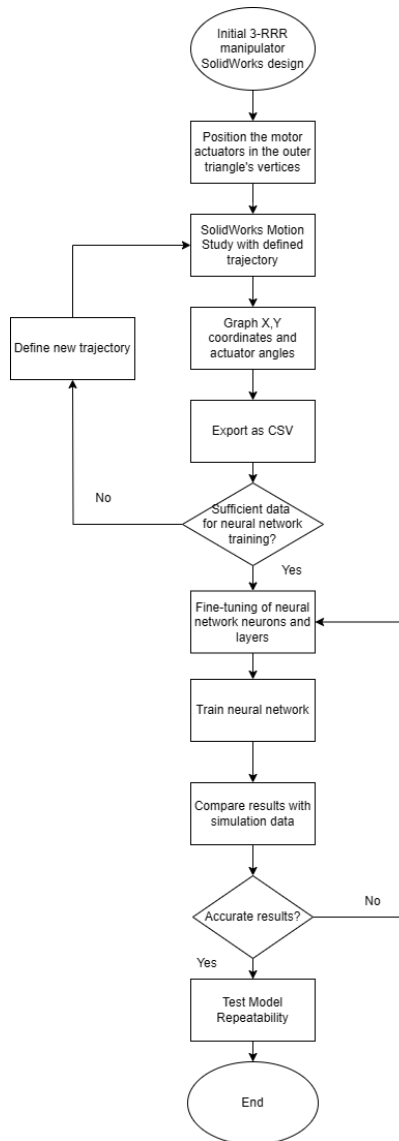 Initial 3-RRR
manipulator
SolidWorks design
Position the motor
actuators in the outer
triangle's vertices
SolidWorks Motion
Study with defined
trajectory
Define new trajectory
Graph X,Y
coordinates and
actuator angles
Export as CSV
No
Sufficient data
for neural network
training?
Yes
Fine-tuning of neural
network neurons and
layers
Train neural network
Compare results with
simulation data
Accurate results?
No
Yes
Test Model
Repeatability
End